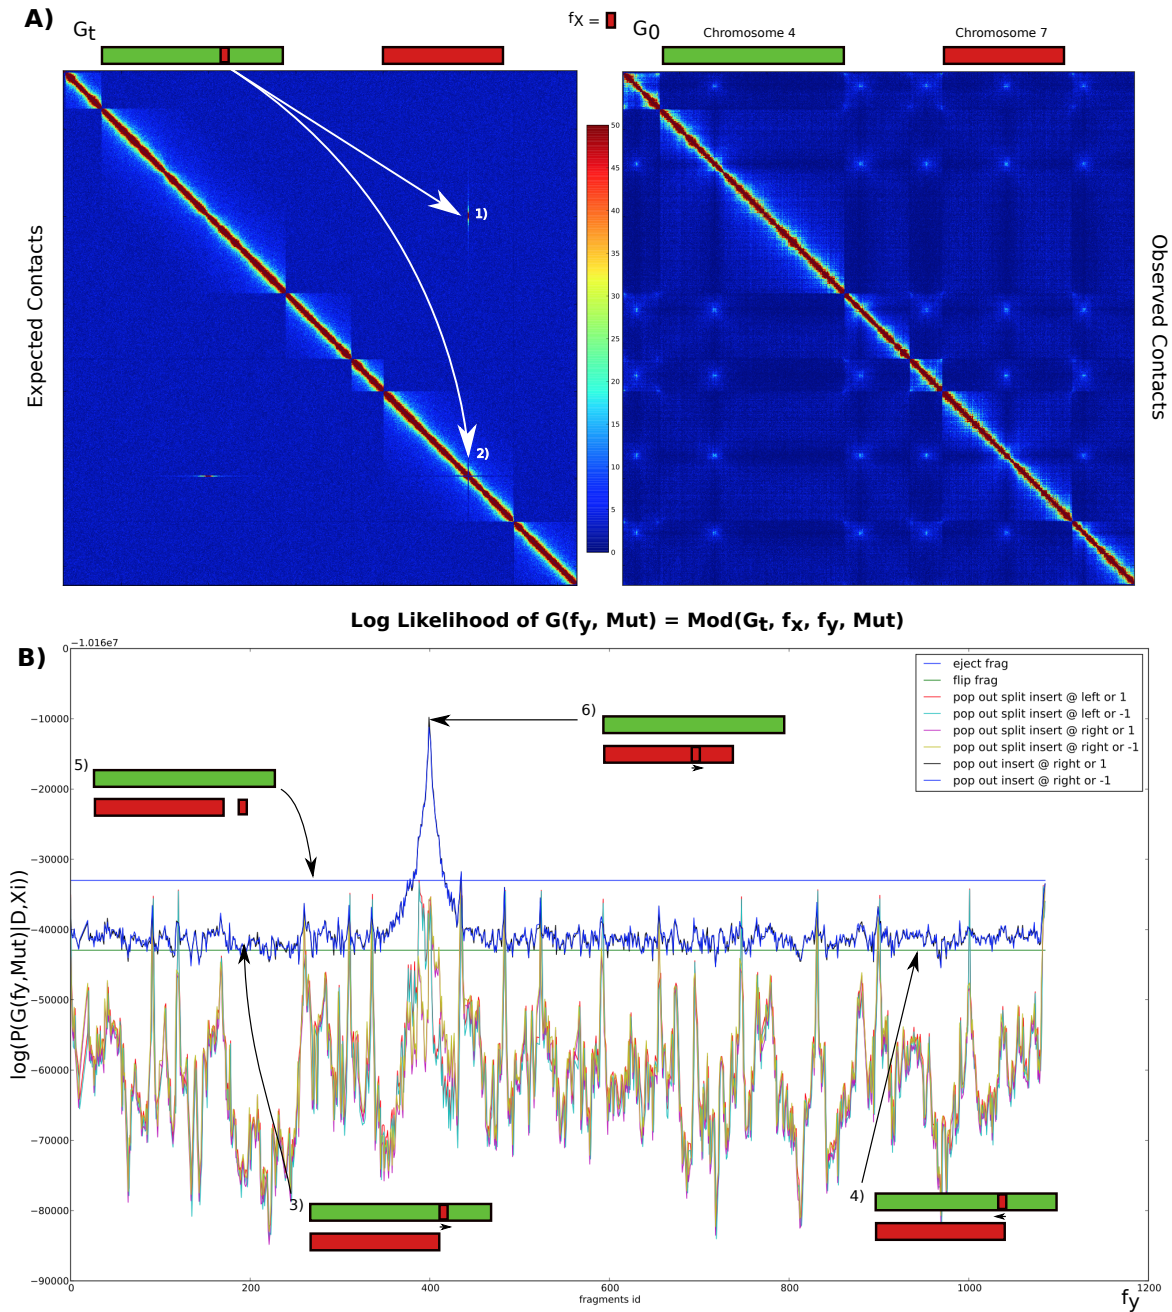 A)
Gt
fX =
G0
Chromosome 4
Chromosome 7
Expected Contacts
1)
2)
50
45
40
35
30
25
20
15
10
5
0
Observed Contacts
Log Likelihood of G(fy, Mut) = Mod(Gt, fx, fy, Mut)
B)
−1.016e7
0
−10000
−20000
−30000
−40000
−50000
−60000
−70000
−80000
−90000
log(P(G(fy,Mut)|D,Xi))
eject frag
flip frag
pop out split insert @ left or 1
pop out split insert @ left or -1
pop out split insert @ right or 1
pop out split insert @ right or -1
pop out insert @ right or 1
pop out insert @ right or -1
6)
5)
3)
4)
0
200
400
600
800
1000
1200
fragments id
fy